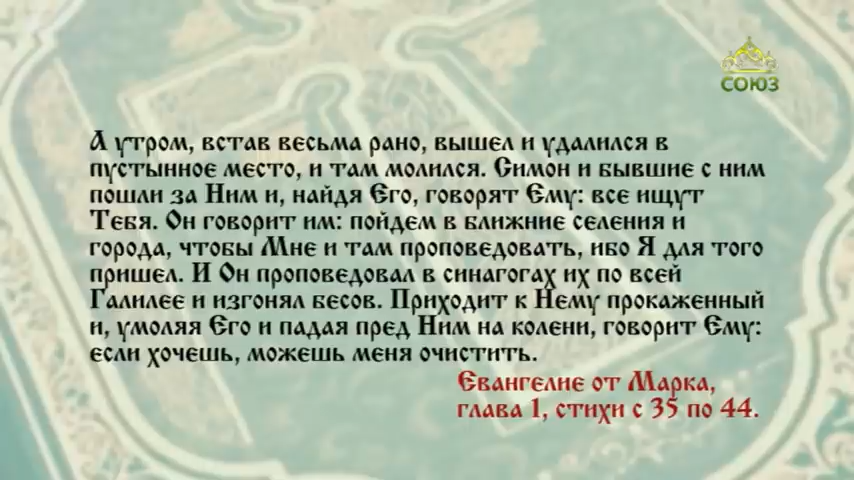 СОЮЗ
А утром, встав весьма рано, вышел и удалился в
пустынное место, и там молился. Симон и бывшие с ним
пошли за Ним и, найдя Его, говорят Ему: все ищут
Тебя. Он говорит им: пойдем в ближние селения и
города, чтобы Мне и там проповедовать, ибо Я для того
пришел. И Он проповедовал в синагогах их по всей
Галилее и изгонял бесов. Приходит к Нему прокаженный
и, умоляя Его и падая пред Ним на колени, говорит Ему:
если хочешь, можешь меня очистить.
Евангелие от Марка,
глава 1, стихи с 35 по 44.